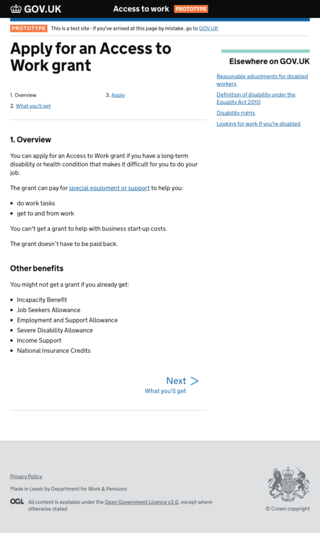 GOV.UK Access to work PROTOTYPE
PROTOTYPE This is a test site - if you've arrived at this page by mistake, go to GOV.UK
Apply for an Access to
Work grant
1. Overview
2. What you'll get
3. Apply
Elsewhere on GOV.UK
Reasonable adjustments for disabled
workers
Definition of disability under the
Equality Act 2010
Disability rights
Looking for work if you're disabled
1. Overview
You can apply for an Access to Work grant if you have a long-term
disability or health condition that makes it difficult for you to do your
job.
The grant can pay for special equipment or support to help you:
• do work tasks
• get to and from work
You can't get a grant to help with business start-up costs.
The grant doesn't have to be paid back.
Other benefits
You might not get a grant if you already get:
• Incapacity Benefit
• Job Seekers Allowance
• Employment and Support Allowance
• Severe Disability Allowance
• Income Support
• National Insurance Credits
Next >
What you'll get
Privacy Policy
Made in Leeds by Department for Work & Pensions
OGL All content is available under the Open Government Licence v3.0, except where
otherwise stated
© Crown copyright